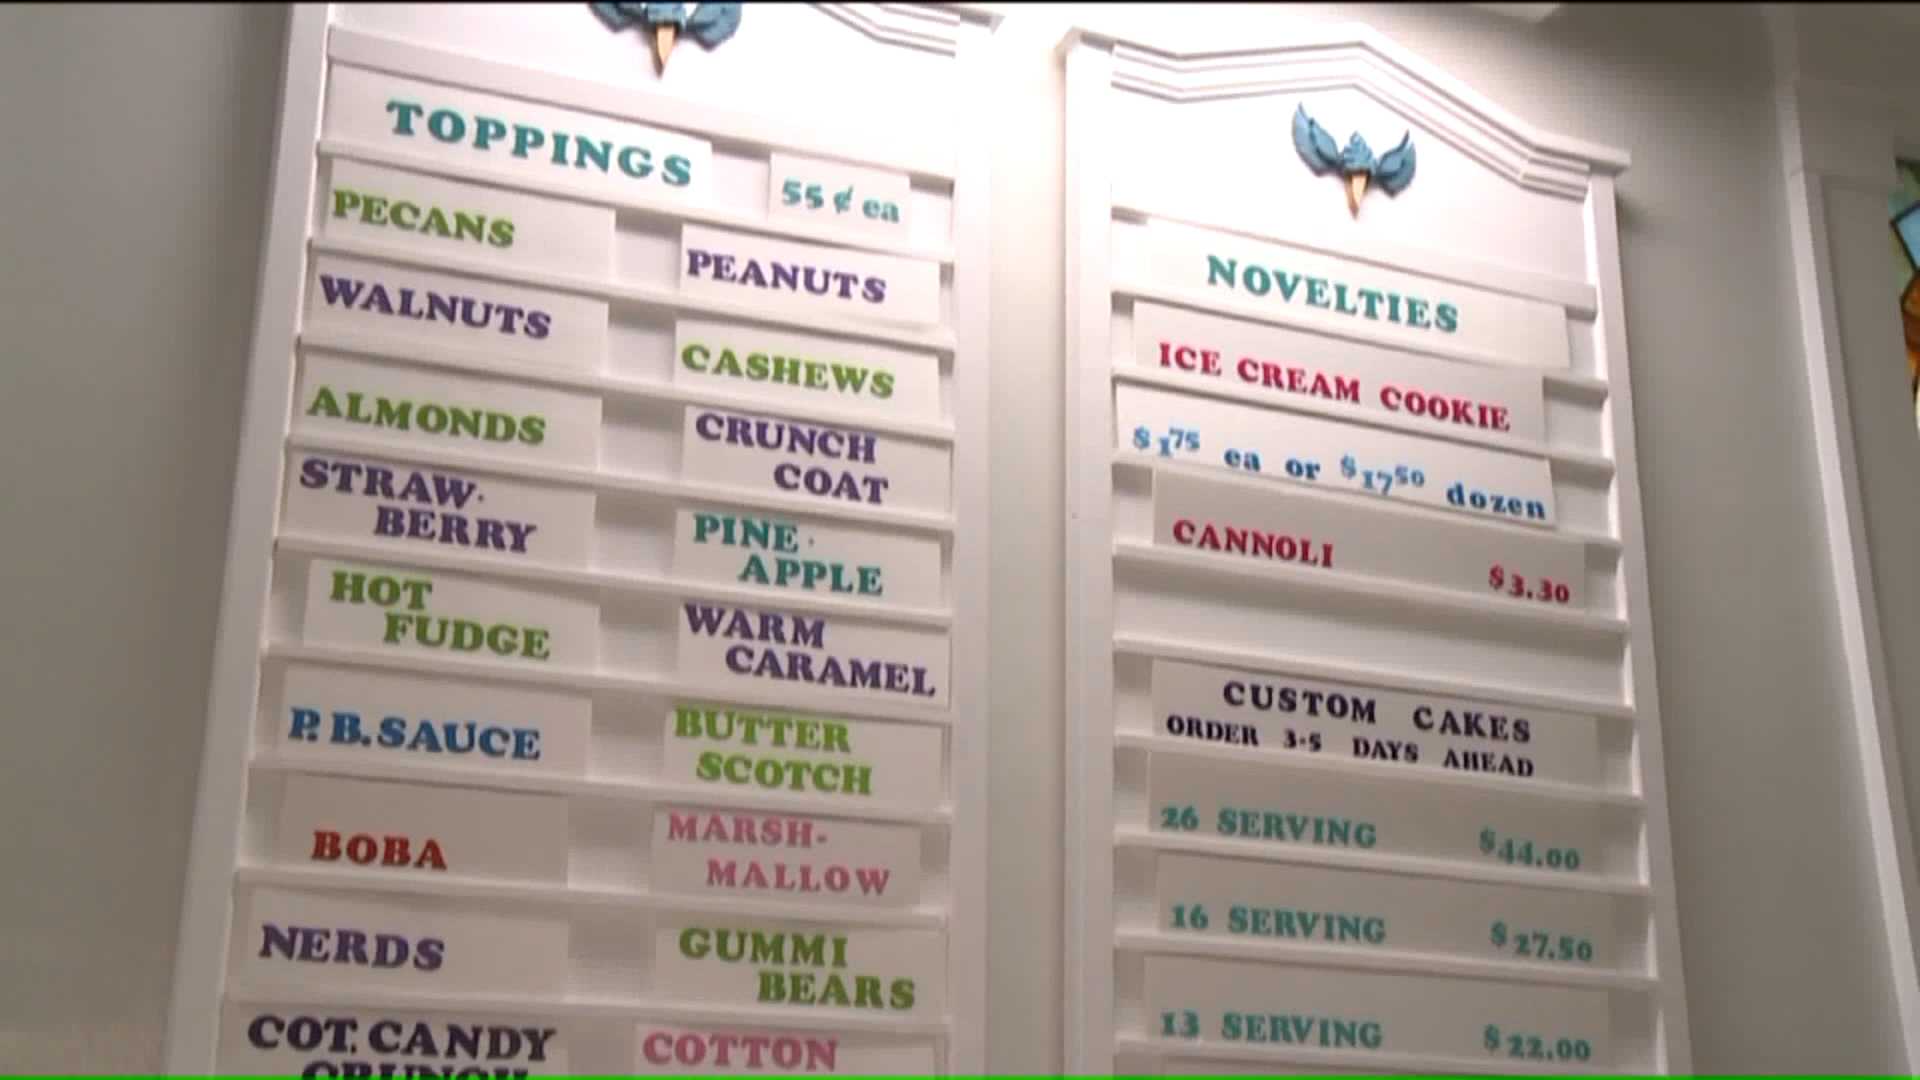 TOPPINGS
55¢ ea
PECANS
PEANUTS
WALNUTS
CASHEWS
ALMONDS
CRUNCH
COAT
STRAW-
BERRY
PINE-
APPLE
HOT
FUDGE
WARM
CARAMEL
P.B. SAUCE
BUTTER
SCOTCH
BOBA
MARSH-
MALLOW
NERDS
GUMMI
BEARS
COT. CANDY
CRUNCH
COTTON
NOVELTIES
ICE CREAM COOKIE
$1.75 ea or $17.50 dozen
CANNOLI $3.30
CUSTOM CAKES
ORDER 3-5 DAYS AHEAD
26 SERVING $44.00
16 SERVING $27.50
13 SERVING $22.00